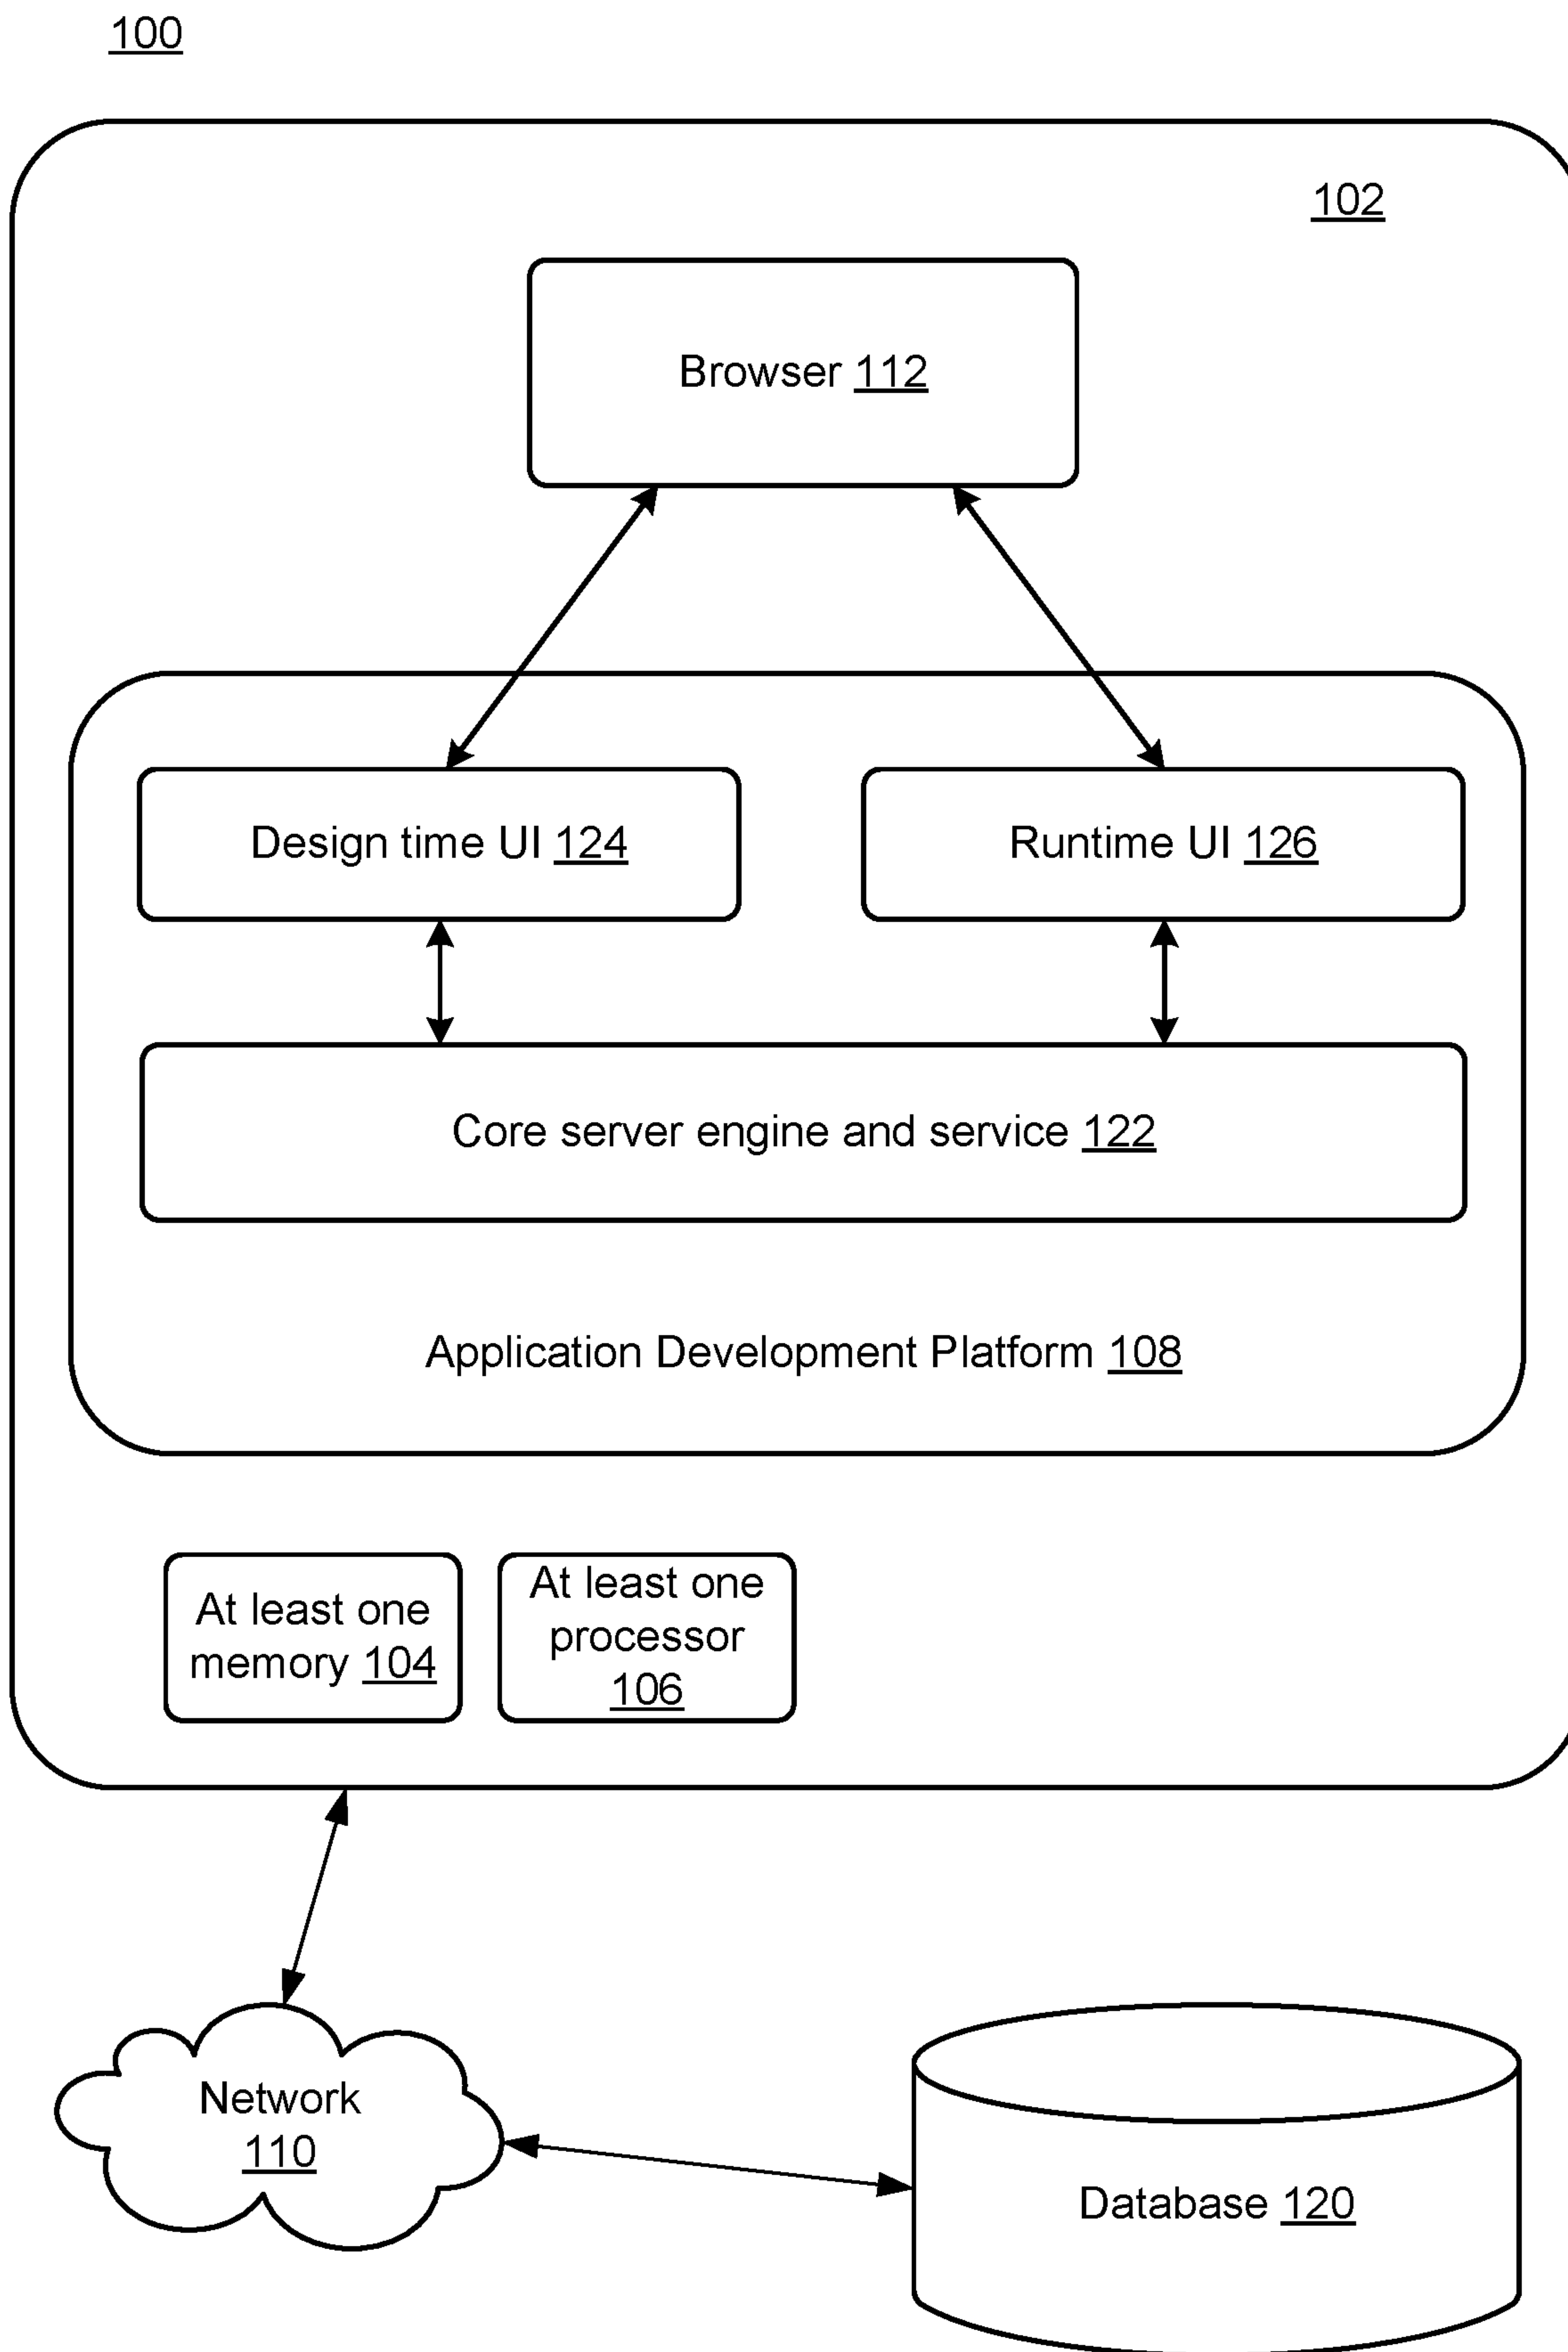 100
102
Browser 112
Design time UI 124
Runtime UI 126
Core server engine and service 122
Application Development Platform 108
At least one
memory 104
At least one
processor
106
Network
110
Database 120